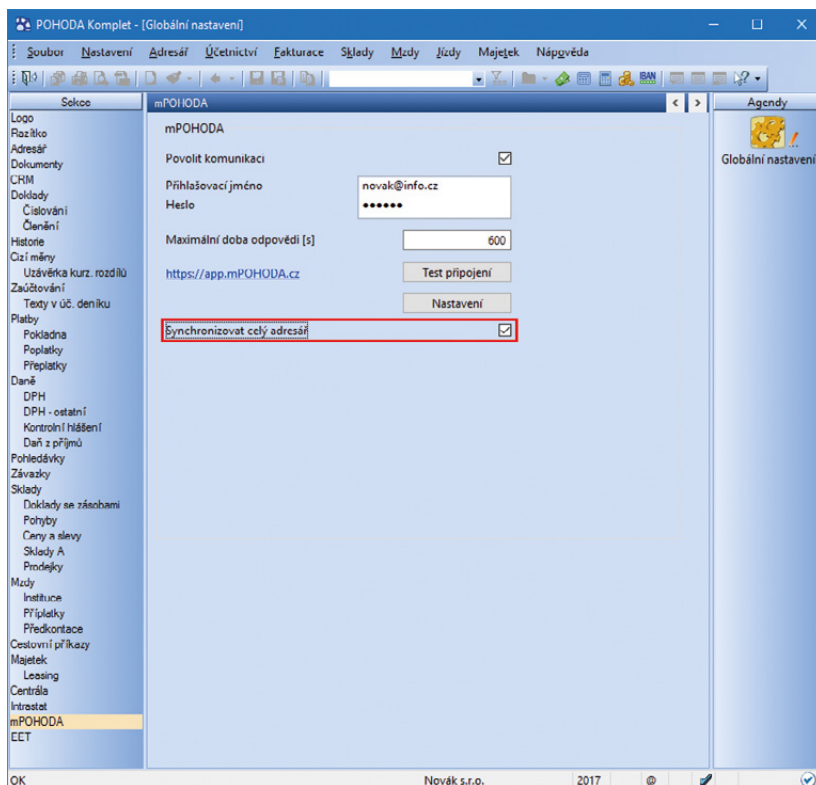 POHODA Komplet - [Globální nastavení]
Soubor Nastavení Adresář Účetnictví Fakturace Sklady Mzdy Jízdy Majetek Nápověda
IBAN
Sekce
Logo
Razítko
Adresář
Dokumenty
CRM
Doklady
Číslování
Členění
Historie
Cizí měny
Uzávěrka kurz. rozdílů
Zaúčtování
Texty v úč. deníku
Platby
Pokladna
Poplatky
Přeplatky
Daně
DPH
DPH - ostatní
Kontrolní hlášení
Daň z příjmů
Pohledávky
Závazky
Sklady
Doklady se zásobami
Pohyby
Ceny a slevy
Sklady A
Prodejky
Mzdy
Instituce
Příplatky
Předkontace
Cestovní příkazy
Majetek
Leasing
Centrála
Intrastat
mPOHODA
EET
mPOHODA
mPOHODA
Povolit komunikaci
Přihlašovací jméno novak@info.cz
Heslo ••••••
Maximální doba odpovědi [s] 600
https://app.mPOHODA.cz Test připojení
Nastavení
Synchronizovat celý adresář
Agendy
Globální nastavení
OK Novák s.r.o. 2017 @